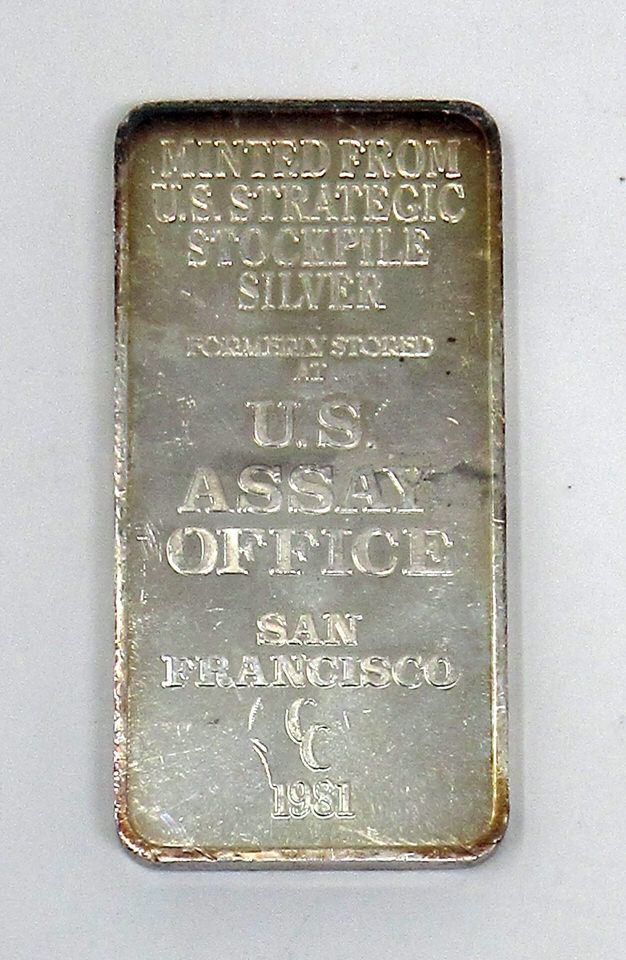 MINTED FROM
U.S. STRATEGIC
STOCKPILE
SILVER
FORMERLY STORED
AT
U.S.
ASSAY
OFFICE
SAN
FRANCISCO
CC
1981